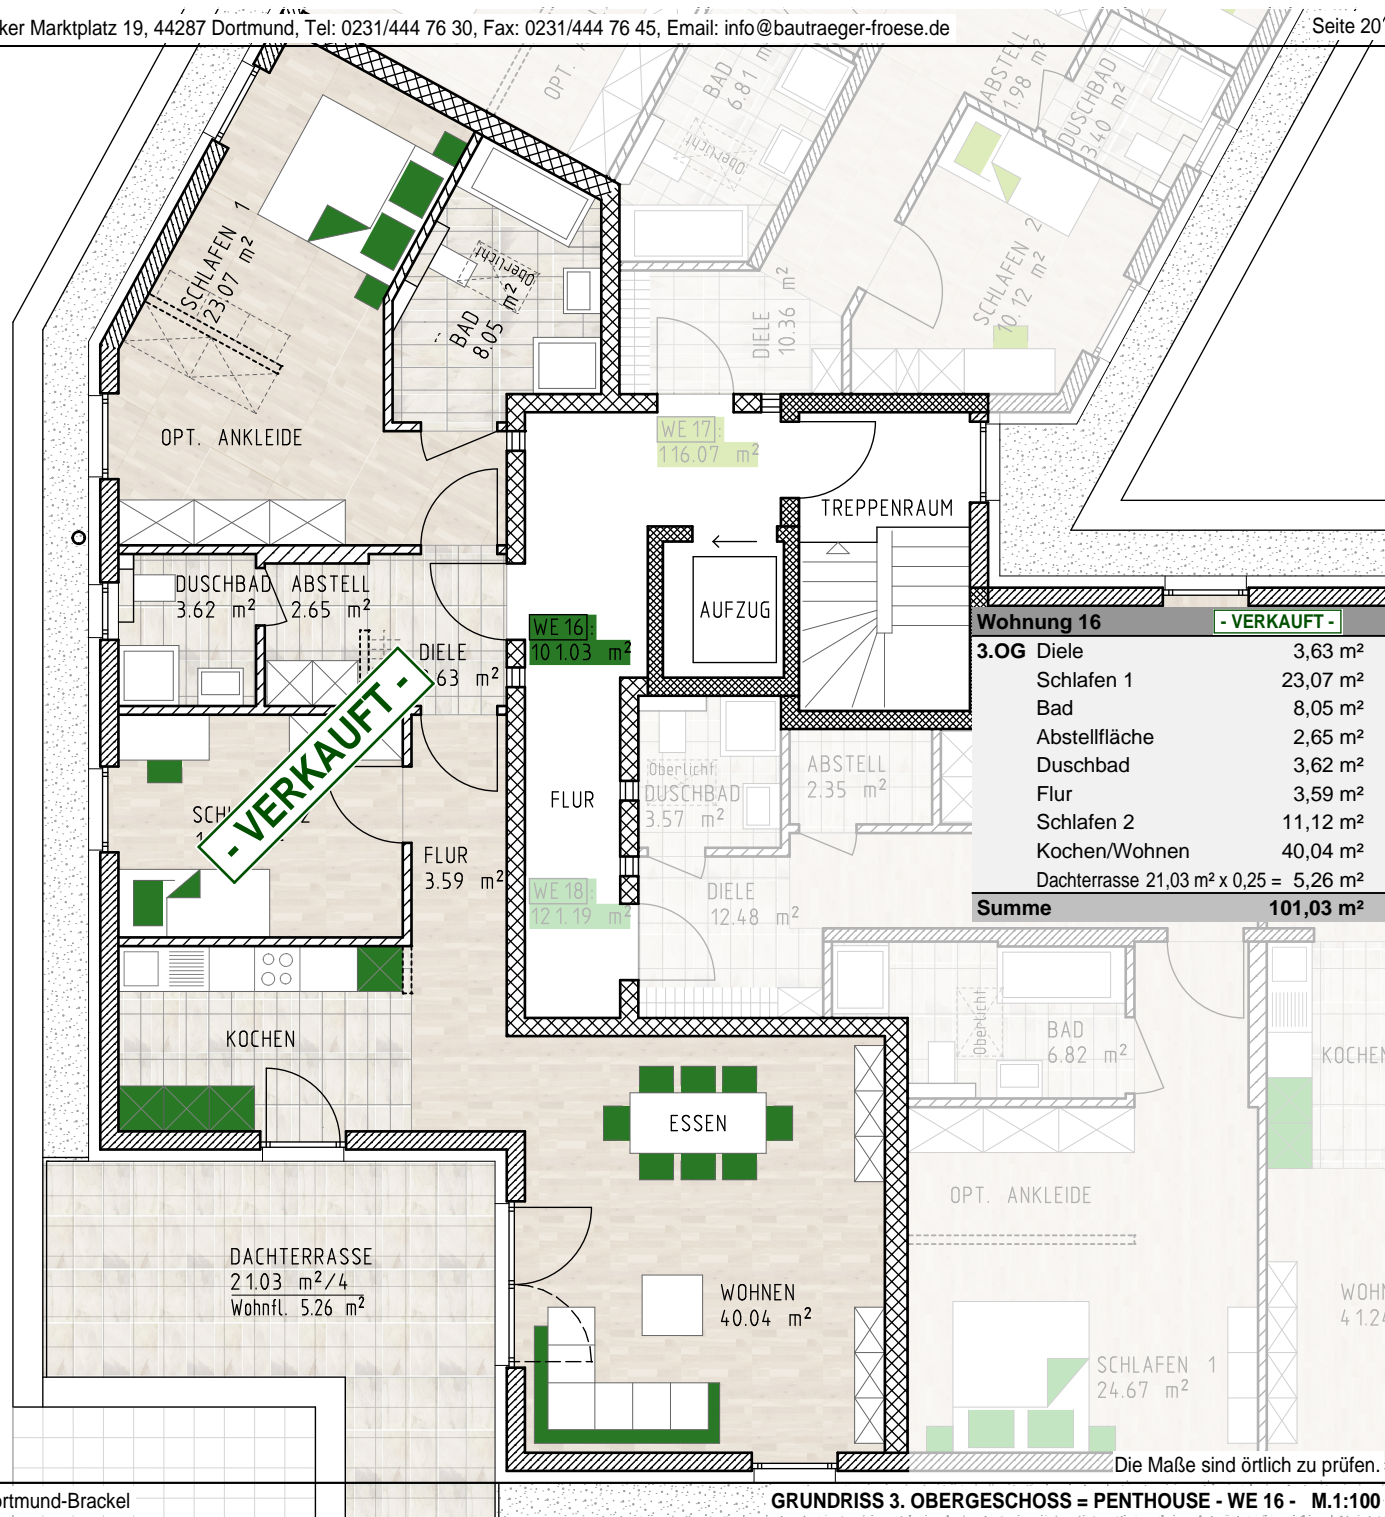 ker Marktplatz 19, 44287 Dortmund, Tel: 0231/444 76 30, Fax: 0231/444 76 45, Email: info@bautraeger-froese.de
Seite 20
OPT.
BAD
6.81 m²
Oberlicht
ABSTELL
1.98 m²
DUSCHBAD
3.40 m²
SCHLAFEN 1
23.07 m²
Oberlicht
BAD
8.05 m²
DIELE
10.36 m²
SCHLAFEN 2
10.12 m²
OPT. ANKLEIDE
WE 17:
116.07 m²
TREPPENRAUM
DUSCHBAD
3.62 m²
ABSTELL
2.65 m²
AUFZUG
WE 16:
101.03 m²
DIELE
.63 m²
Wohnung 16 - VERKAUFT -
3.OG Diele 3,63 m²
Schlafen 1 23,07 m²
Bad 8,05 m²
Abstellfläche 2,65 m²
Duschbad 3,62 m²
Flur 3,59 m²
Schlafen 2 11,12 m²
Kochen/Wohnen 40,04 m²
Dachterrasse 21,03 m² x 0,25 = 5,26 m²
Summe 101,03 m²
- VERKAUFT -
SCH
2
FLUR
3.59 m²
FLUR
Oberlicht
DUSCHBAD
3.57 m²
ABSTELL
2.35 m²
WE 18:
121.19 m²
DIELE
12.48 m²
KOCHEN
Oberlicht
BAD
6.82 m²
KOCHEN
ESSEN
OPT. ANKLEIDE
DACHTERRASSE
21.03 m²/4
Wohnfl. 5.26 m²
WOHNEN
40.04 m²
WOHN
41.24
SCHLAFEN 1
24.67 m²
Die Maße sind örtlich zu prüfen.
ortmund-Brackel
GRUNDRISS 3. OBERGESCHOSS = PENTHOUSE - WE 16 - M.1:100